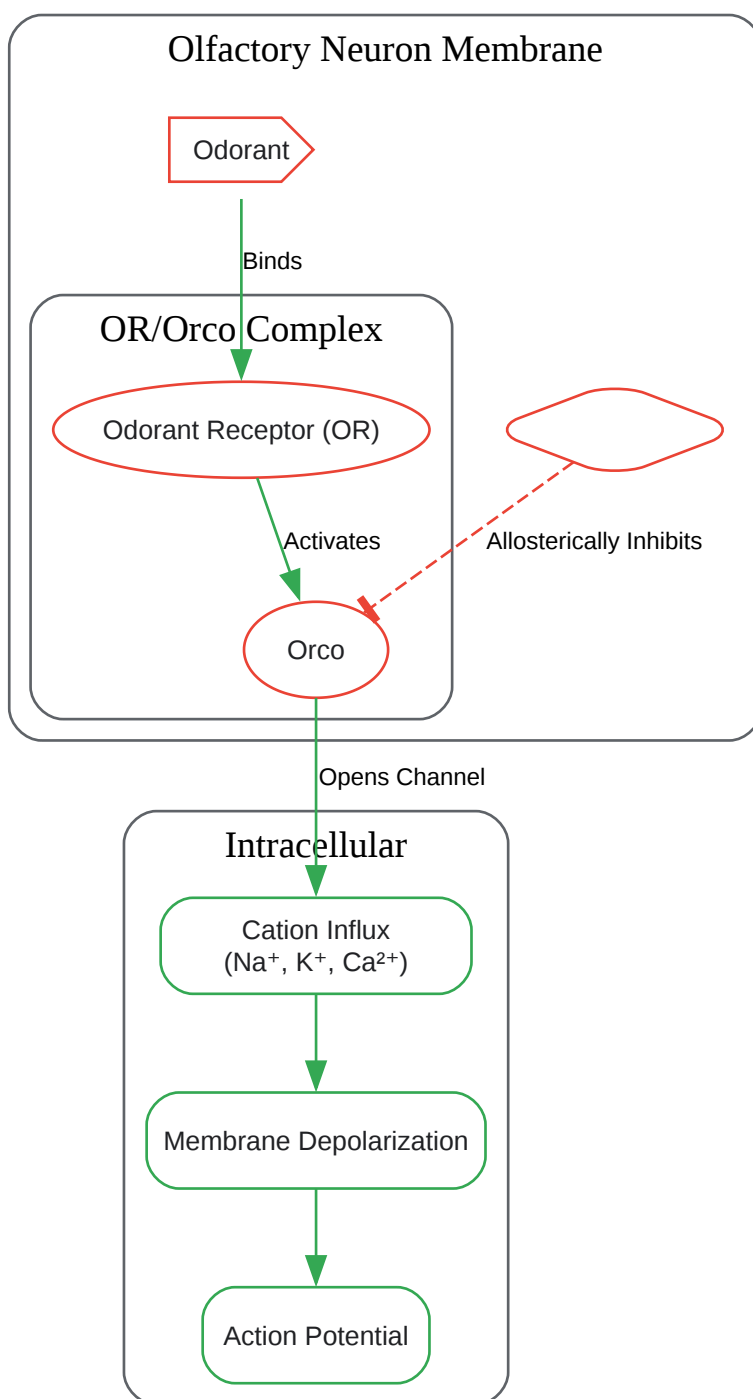 Olfactory Neuron Membrane
Odorant
Binds
OR/Orco Complex
Odorant Receptor (OR)
Activates
Allosterically Inhibits
Orco
Opens Channel
Intracellular
Cation Influx
(Na⁺, K⁺, Ca²⁺)
Membrane Depolarization
Action Potential